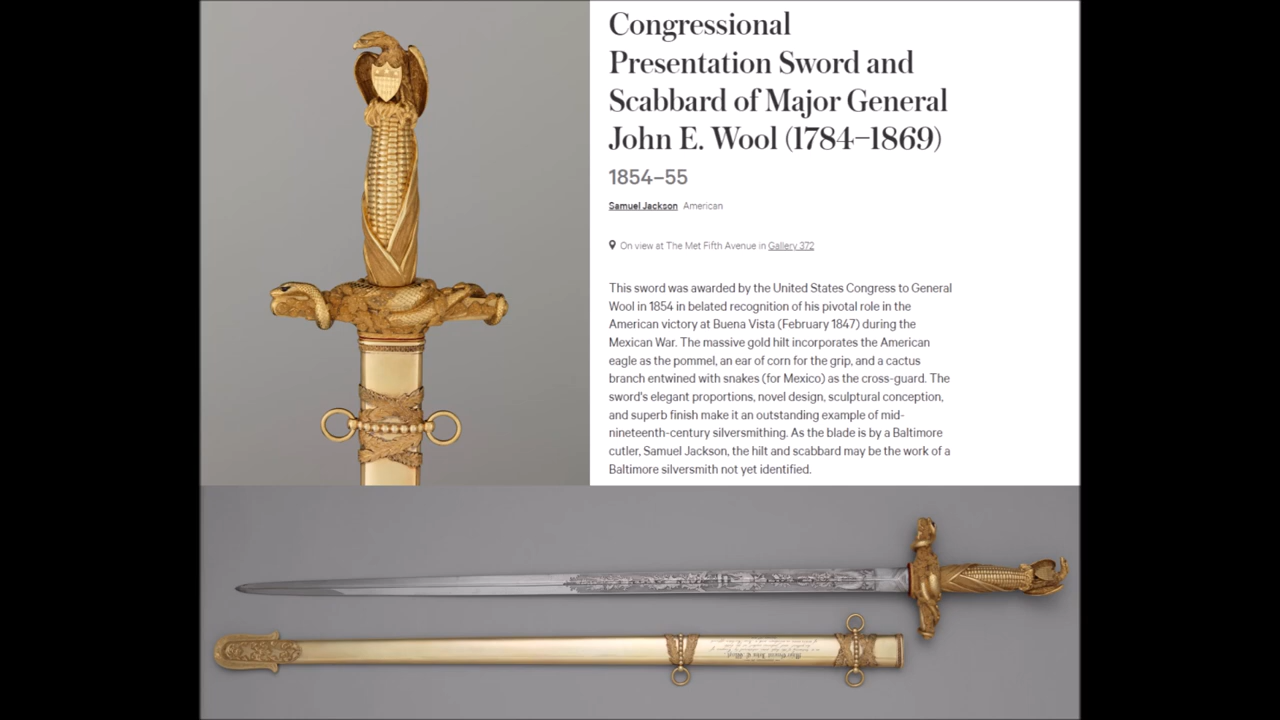 Congressional
Presentation Sword and
Scabbard of Major General
John E. Wool (1784–1869)
1854–55
Samuel Jackson American
On view at The Met Fifth Avenue in Gallery 372
This sword was awarded by the United States Congress to General
Wool in 1854 in belated recognition of his pivotal role in the
American victory at Buena Vista (February 1847) during the
Mexican War. The massive gold hilt incorporates the American
eagle as the pommel, an ear of corn for the grip, and a cactus
branch entwined with snakes (for Mexico) as the cross-guard. The
sword's elegant proportions, novel design, sculptural conception,
and superb finish make it an outstanding example of mid-
nineteenth-century silversmithing. As the blade is by a Baltimore
cutler, Samuel Jackson, the hilt and scabbard may be the work of a
Baltimore silversmith not yet identified.